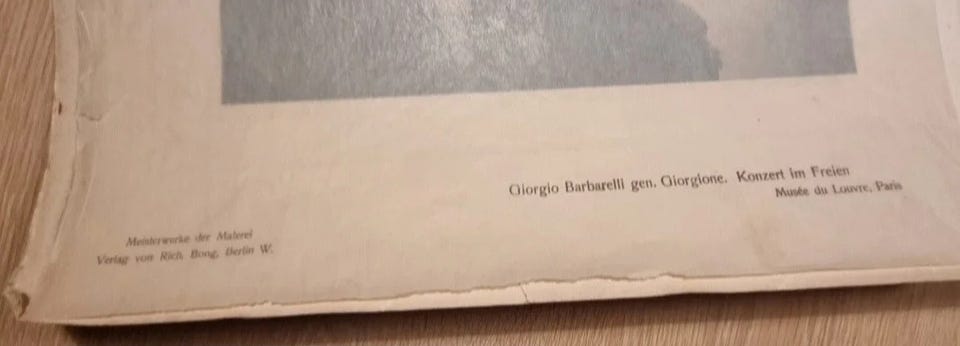 Giorgio Barbarelli gen. Giorgione. Konzert im Freien
Musée du Louvre, Paris
Meisterwerke der Malerei
Verlag von Rich. Bong, Berlin W.